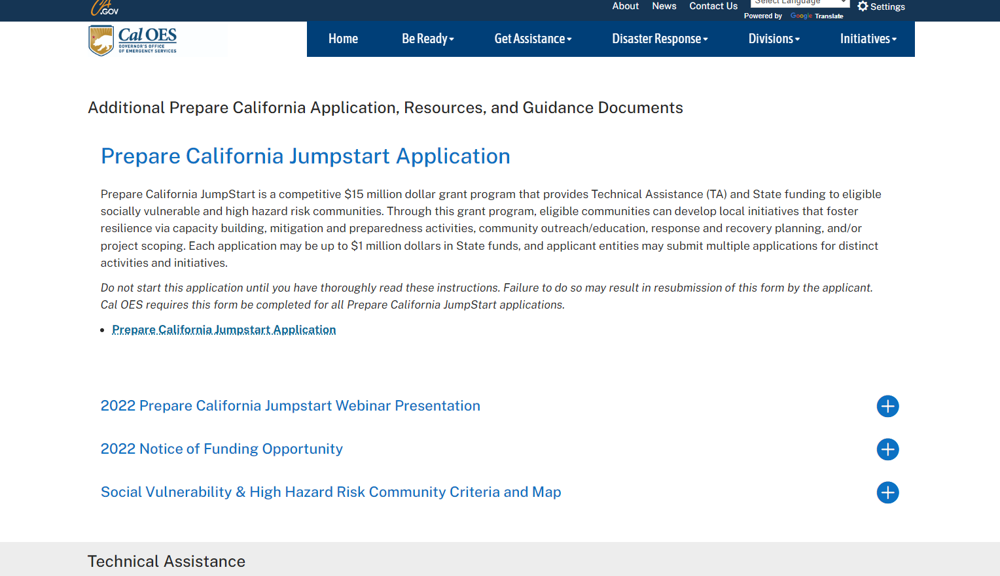 CA
.GOV
About News Contact Us Select Language Settings
Powered by Google Translate
Cal OES
GOVERNOR'S OFFICE
OF EMERGENCY SERVICES
Home Be Ready Get Assistance Disaster Response Divisions Initiatives
Additional Prepare California Application, Resources, and Guidance Documents
Prepare California Jumpstart Application
Prepare California JumpStart is a competitive $15 million dollar grant program that provides Technical Assistance (TA) and State funding to eligible
socially vulnerable and high hazard risk communities. Through this grant program, eligible communities can develop local initiatives that foster
resilience via capacity building, mitigation and preparedness activities, community outreach/education, response and recovery planning, and/or
project scoping. Each application may be up to $1 million dollars in State funds, and applicant entities may submit multiple applications for distinct
activities and initiatives.
Do not start this application until you have thoroughly read these instructions. Failure to do so may result in resubmission of this form by the applicant.
Cal OES requires this form be completed for all Prepare California JumpStart applications.
Prepare California Jumpstart Application
2022 Prepare California Jumpstart Webinar Presentation
2022 Notice of Funding Opportunity
Social Vulnerability & High Hazard Risk Community Criteria and Map
Technical Assistance